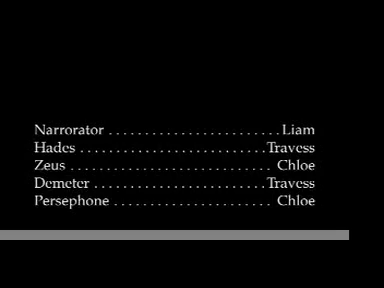 Narrorator ........................ Liam
Hades .......................... Travess
Zeus ............................ Chloe
Demeter ........................ Travess
Persephone ...................... Chloe